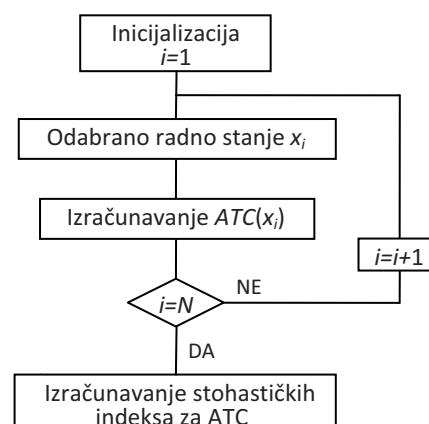 Inicijalizacija
i=1
Odabrano radno stanje xᵢ
Izračunavanje ATC(xᵢ)
i=i+1
i=N
NE
DA
Izračunavanje stohastičkih
indeksa za ATC